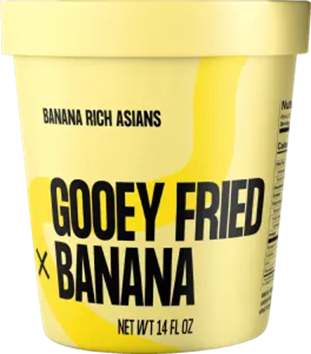 BANANA RICH ASIANS
GOOEY FRIED
× BANANA
NET WT 14 FL OZ